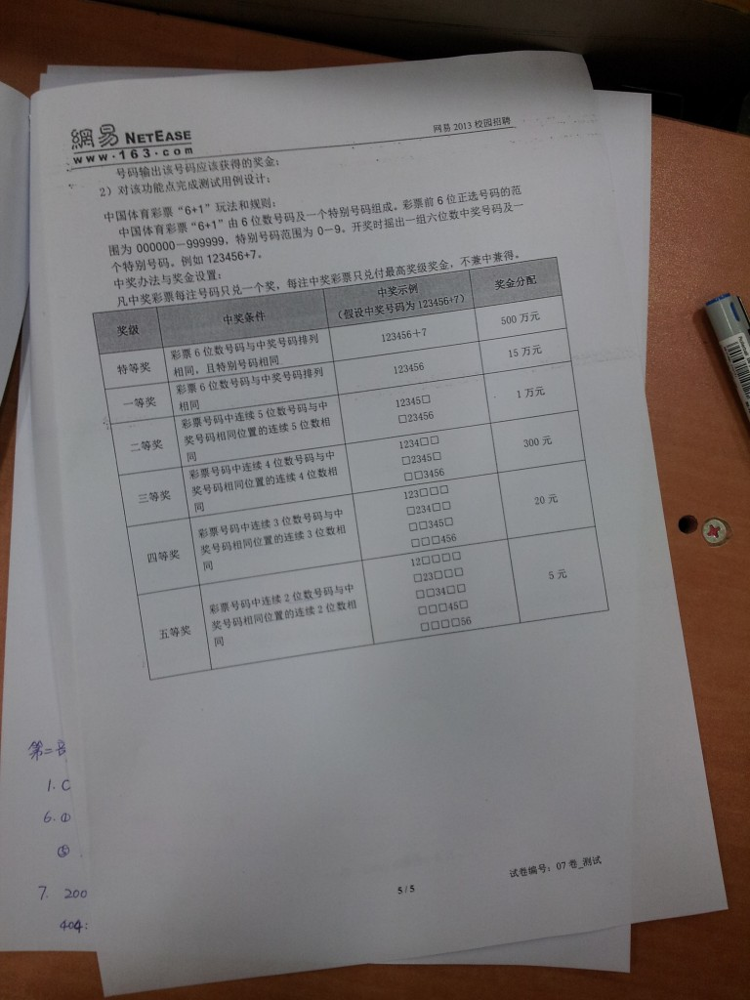 網易 NETEASE
www.163.com
网易 2013 校园招聘
号码输出该号码应该获得的奖金；
2）对该功能点完成测试用例设计；
中国体育彩票“6+1”玩法和规则：
中国体育彩票“6+1”由 6 位数号码及一个特别号码组成。彩票前 6 位正选号码的范
围为 000000－999999，特别号码范围为 0－9。开奖时摇出一组六位数中奖号码及一
个特别号码。例如 123456+7。
中奖办法与奖金设置：
凡中奖彩票每注号码只兑一个奖，每注中奖彩票只兑付最高奖级奖金，不兼中兼得。
奖级 中奖条件 中奖示例 奖金分配
（假设中奖号码为 123456+7）
特等奖 彩票 6 位数号码与中奖号码排列 123456＋7 500 万元
相同，且特别号码相同
一等奖 彩票 6 位数号码与中奖号码排列 123456 15 万元
相同
二等奖 彩票号码中连续 5 位数号码与中 12345□ 1 万元
奖号码相同位置的连续 5 位数相 □23456
同
三等奖 彩票号码中连续 4 位数号码与中 1234□□ 300 元
奖号码相同位置的连续 4 位数相 □2345□
同 □□3456
四等奖 彩票号码中连续 3 位数号码与中 123□□□ 20 元
奖号码相同位置的连续 3 位数相 □234□□
同 □□345□
□□□456
五等奖 彩票号码中连续 2 位数号码与中 12□□□□ 5 元
奖号码相同位置的连续 2 位数相 □23□□□
同 □□34□□
□□□45□
□□□□56
第二
1. C
6. ①
7. 200
404:
试卷编号：07 卷_测试
5 / 5